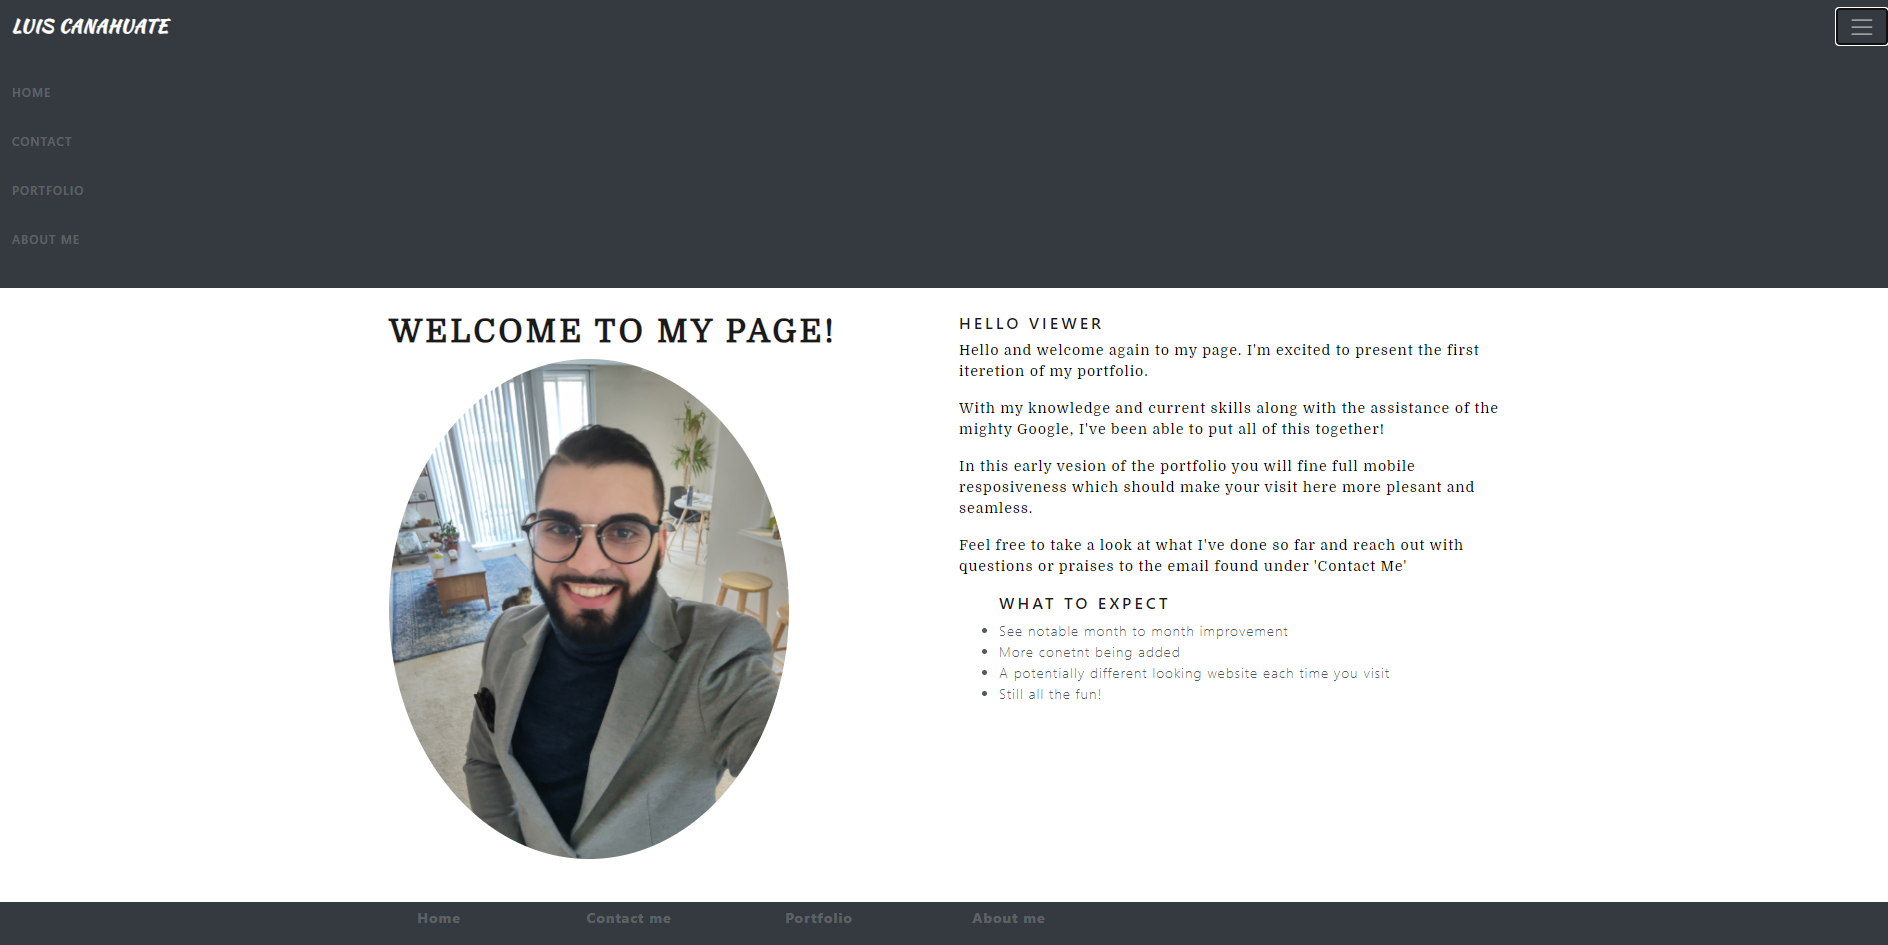 LUIS CANAHUATE
HOME
CONTACT
PORTFOLIO
ABOUT ME
WELCOME TO MY PAGE!
HELLO VIEWER
Hello and welcome again to my page. I'm excited to present the first
iteretion of my portfolio.
With my knowledge and current skills along with the assistance of the
mighty Google, I've been able to put all of this together!
In this early vesion of the portfolio you will fine full mobile
resposiveness which should make your visit here more plesant and
seamless.
Feel free to take a look at what I've done so far and reach out with
questions or praises to the email found under 'Contact Me'
WHAT TO EXPECT
See notable month to month improvement
More conetnt being added
A potentially different looking website each time you visit
Still all the fun!
Home Contact me Portfolio About me